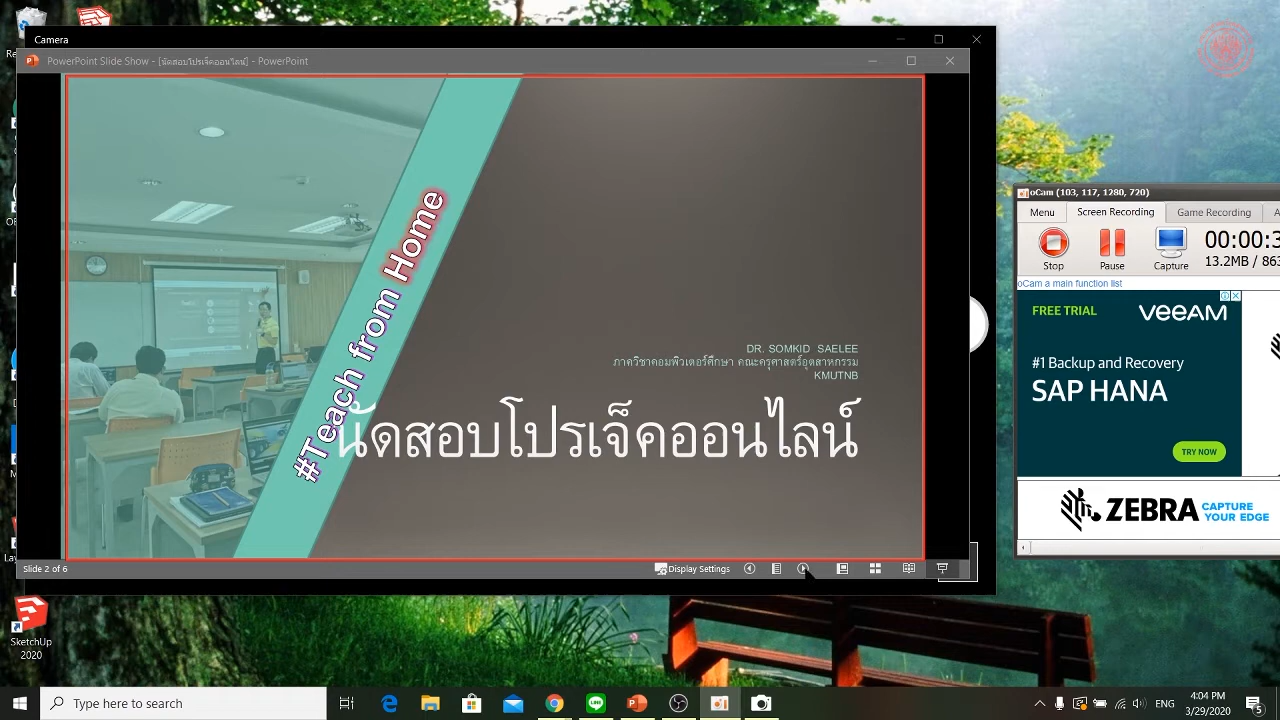 Camera
PowerPoint Slide Show - [นัดสอบโปรเจ็คออนไลน์] - PowerPoint
#Teach from Home
DR. SOMKID SAELEE
ภาควิชาคอมพิวเตอร์ศึกษา คณะครุศาสตร์อุตสาหกรรม
KMUTNB
นัดสอบโปรเจ็คออนไลน์
Slide 2 of 6
Display Settings
oCam (103, 117, 1280, 720)
Menu
Screen Recording
Game Recording
Stop
Pause
Capture
00:00:3
13.2MB / 863
oCam a main function list
FREE TRIAL
veeAM
#1 Backup and Recovery
SAP HANA
TRY NOW
ZEBRA
CAPTURE
YOUR EDGE
SketchUp
2020
Type here to search
ENG
4:04 PM
3/29/2020
5